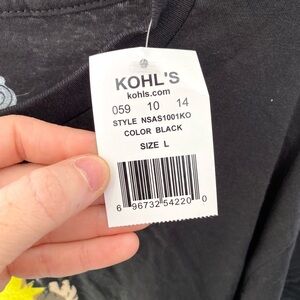 KOHL'S
kohls.com
059 10 14
STYLE NSAS1001KO
COLOR BLACK
SIZE L
6 96732 54220 0